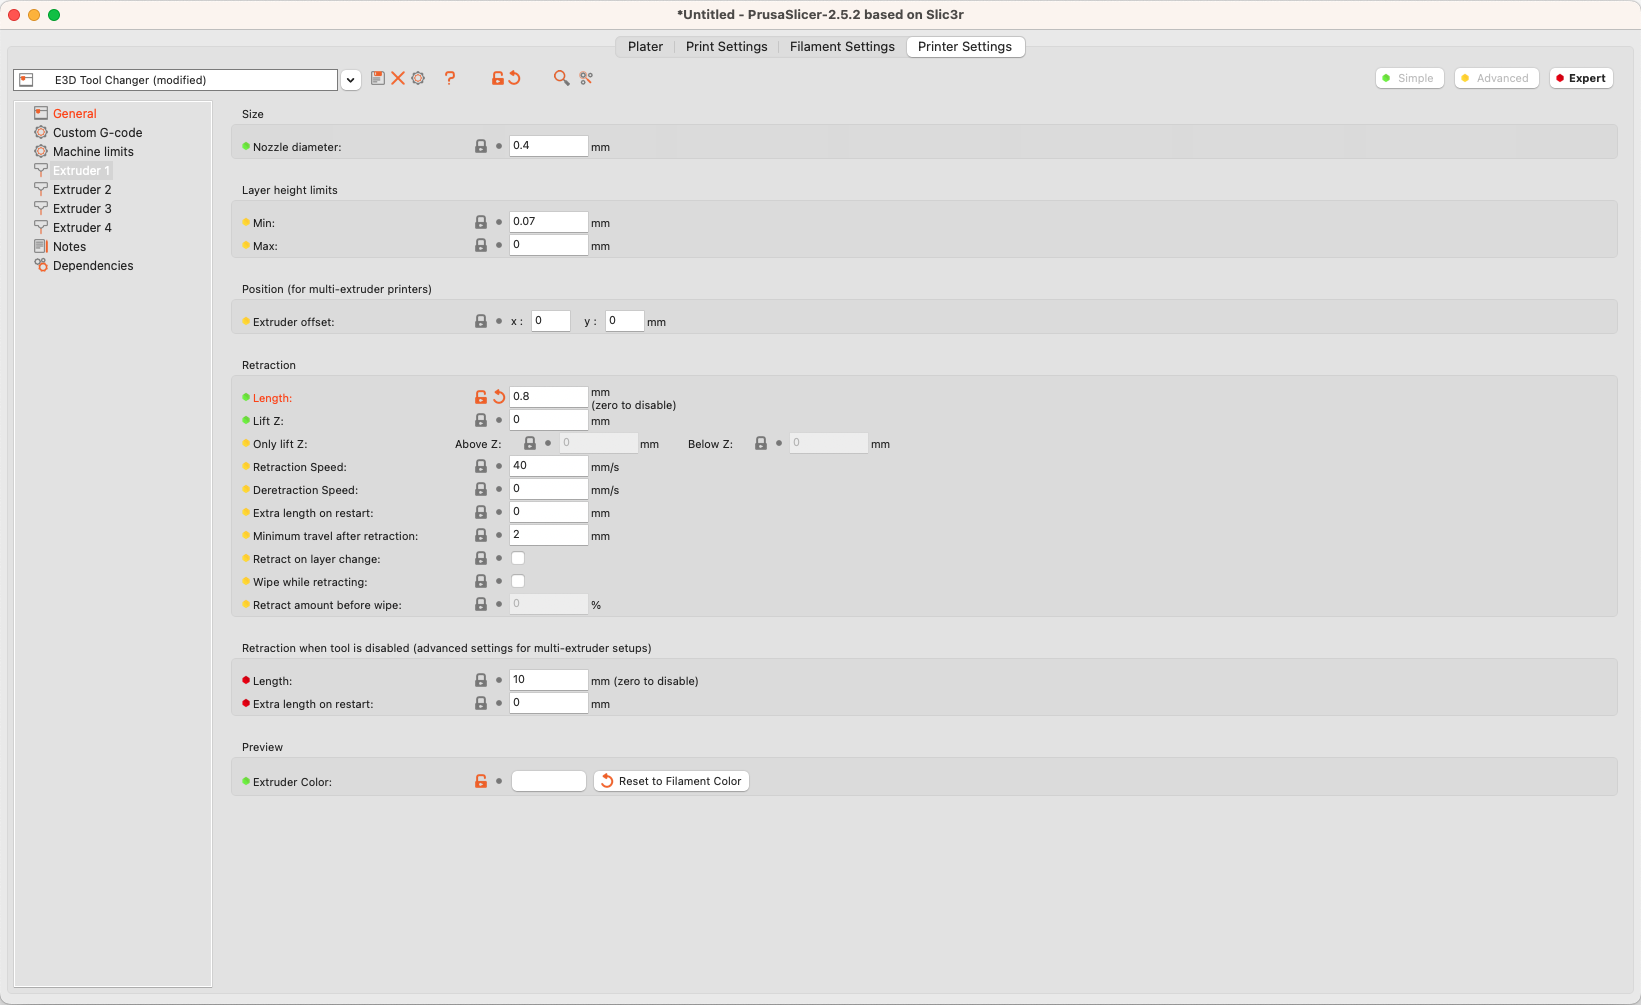 *Untitled - PrusaSlicer-2.5.2 based on Slic3r
Plater Print Settings Filament Settings Printer Settings
E3D Tool Changer (modified) ? Simple Advanced Expert
General
Custom G-code
Machine limits
Extruder 1
Extruder 2
Extruder 3
Extruder 4
Notes
Dependencies
Size
Nozzle diameter: 0.4 mm
Layer height limits
Min: 0.07 mm
Max: 0 mm
Position (for multi-extruder printers)
Extruder offset: x : 0 y : 0 mm
Retraction
Length: 0.8 mm
(zero to disable)
Lift Z: 0 mm
Only lift Z: Above Z: 0 mm Below Z: 0 mm
Retraction Speed: 40 mm/s
Deretraction Speed: 0 mm/s
Extra length on restart: 0 mm
Minimum travel after retraction: 2 mm
Retract on layer change:
Wipe while retracting:
Retract amount before wipe: 0 %
Retraction when tool is disabled (advanced settings for multi-extruder setups)
Length: 10 mm (zero to disable)
Extra length on restart: 0 mm
Preview
Extruder Color: Reset to Filament Color